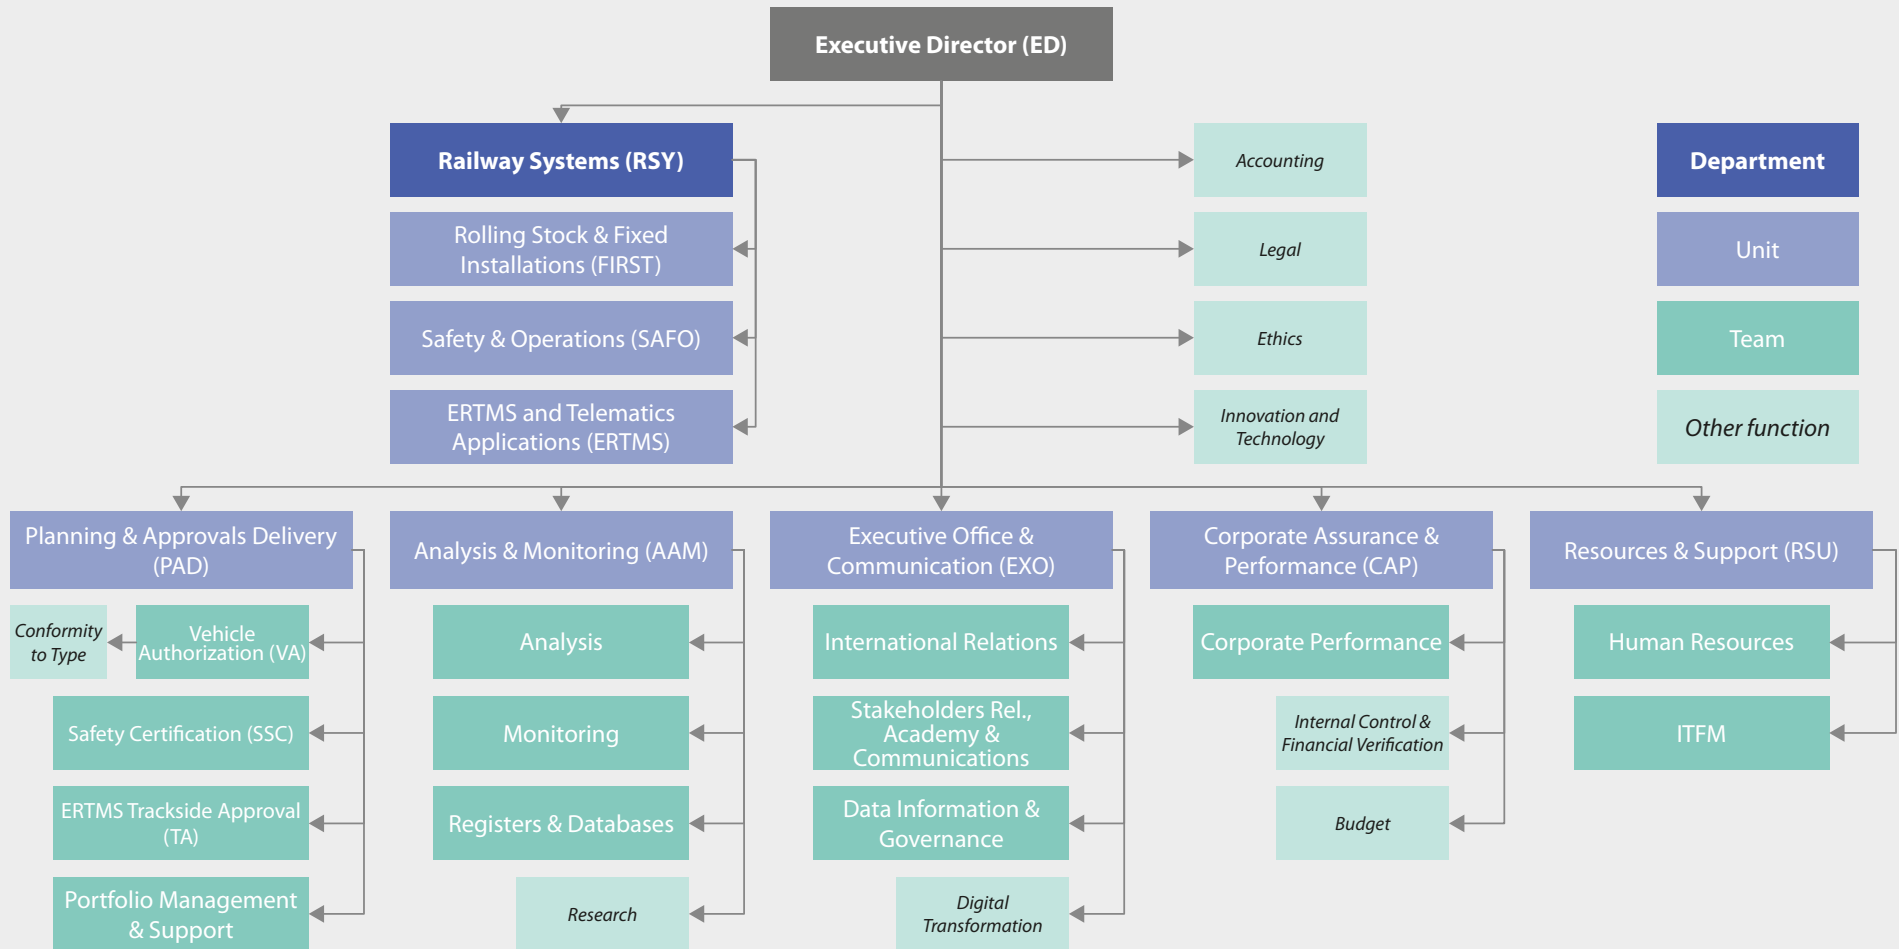 Executive Director (ED)
Railway Systems (RSY)
Accounting
Department
Rolling Stock & Fixed
Installations (FIRST)
Legal
Unit
Safety & Operations (SAFO)
Ethics
Team
ERTMS and Telematics
Applications (ERTMS)
Innovation and
Technology
Other function
Planning & Approvals Delivery
(PAD)
Analysis & Monitoring (AAM)
Executive Office &
Communication (EXO)
Corporate Assurance &
Performance (CAP)
Resources & Support (RSU)
Conformity
to Type
Vehicle
Authorization (VA)
Analysis
International Relations
Corporate Performance
Human Resources
Safety Certification (SSC)
Monitoring
Stakeholders Rel.,
Academy &
Communications
Internal Control &
Financial Verification
ITFM
ERTMS Trackside Approval
(TA)
Registers & Databases
Data Information &
Governance
Budget
Portfolio Management
& Support
Research
Digital
Transformation